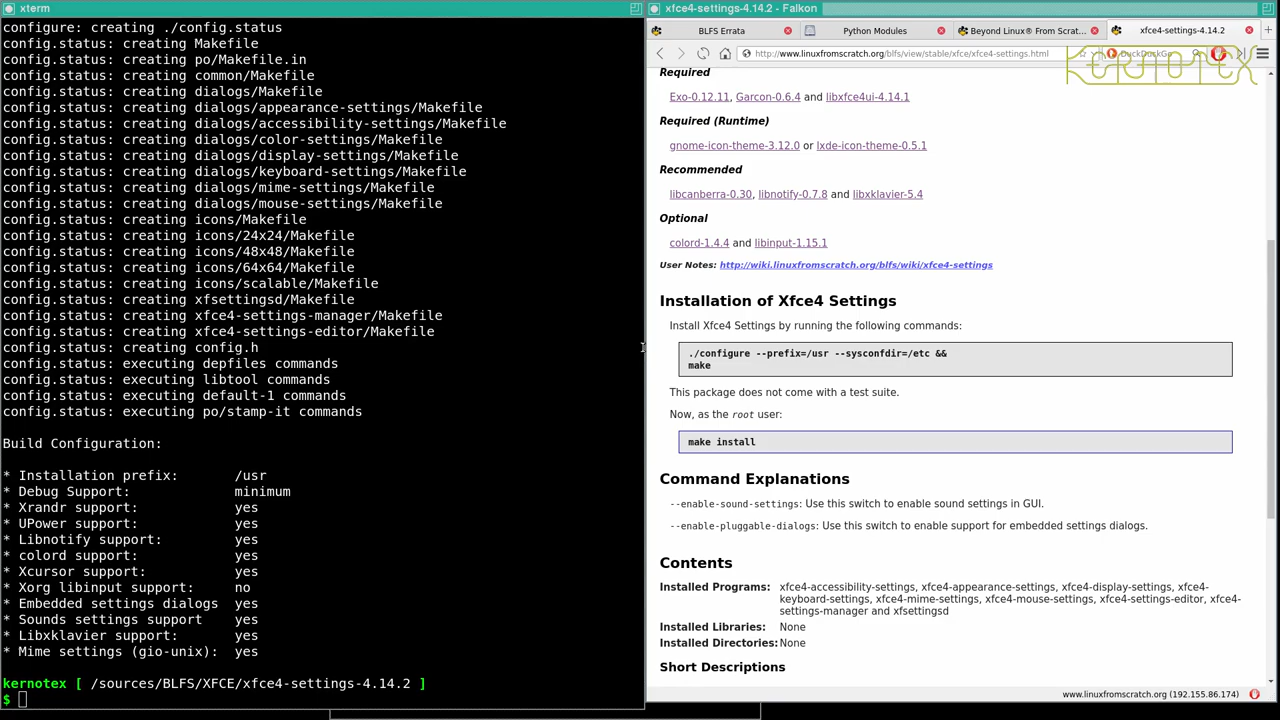 xterm
configure: creating ./config.status
config.status: creating Makefile
config.status: creating po/Makefile.in
config.status: creating common/Makefile
config.status: creating dialogs/Makefile
config.status: creating dialogs/appearance-settings/Makefile
config.status: creating dialogs/accessibility-settings/Makefile
config.status: creating dialogs/color-settings/Makefile
config.status: creating dialogs/display-settings/Makefile
config.status: creating dialogs/keyboard-settings/Makefile
config.status: creating dialogs/mime-settings/Makefile
config.status: creating dialogs/mouse-settings/Makefile
config.status: creating icons/Makefile
config.status: creating icons/24x24/Makefile
config.status: creating icons/48x48/Makefile
config.status: creating icons/64x64/Makefile
config.status: creating icons/scalable/Makefile
config.status: creating xfsettingsd/Makefile
config.status: creating xfce4-settings-manager/Makefile
config.status: creating xfce4-settings-editor/Makefile
config.status: creating config.h
config.status: executing depfiles commands
config.status: executing libtool commands
config.status: executing default-1 commands
config.status: executing po/stamp-it commands
Build Configuration:
* Installation prefix: /usr
* Debug Support: minimum
* Xrandr support: yes
* UPower support: yes
* Libnotify support: yes
* colord support: yes
* Xcursor support: yes
* Xorg libinput support: no
* Embedded settings dialogs yes
* Sounds settings support yes
* Libxklavier support: yes
* Mime settings (gio-unix): yes
kernotex [ /sources/BLFS/XFCE/xfce4-settings-4.14.2 ]
$
xfce4-settings-4.14.2 - Falkon
BLFS Errata
Python Modules
Beyond Linux® From Scrat...
xfce4-settings-4.14.2
http://www.linuxfromscratch.org/blfs/view/stable/xfce/xfce4-settings.html
DuckDuckGo
KERNOTEX
Required
Exo-0.12.11, Garcon-0.6.4 and libxfce4ui-4.14.1
Required (Runtime)
gnome-icon-theme-3.12.0 or lxde-icon-theme-0.5.1
Recommended
libcanberra-0.30, libnotify-0.7.8 and libxklavier-5.4
Optional
colord-1.4.4 and libinput-1.15.1
User Notes: http://wiki.linuxfromscratch.org/blfs/wiki/xfce4-settings
Installation of Xfce4 Settings
Install Xfce4 Settings by running the following commands:
./configure --prefix=/usr --sysconfdir=/etc &&
make
This package does not come with a test suite.
Now, as the root user:
make install
Command Explanations
--enable-sound-settings: Use this switch to enable sound settings in GUI.
--enable-pluggable-dialogs: Use this switch to enable support for embedded settings dialogs.
Contents
Installed Programs: xfce4-accessibility-settings, xfce4-appearance-settings, xfce4-display-settings, xfce4-
keyboard-settings, xfce4-mime-settings, xfce4-mouse-settings, xfce4-settings-editor, xfce4-
settings-manager and xfsettingsd
Installed Libraries: None
Installed Directories: None
Short Descriptions
www.linuxfromscratch.org (192.155.86.174)